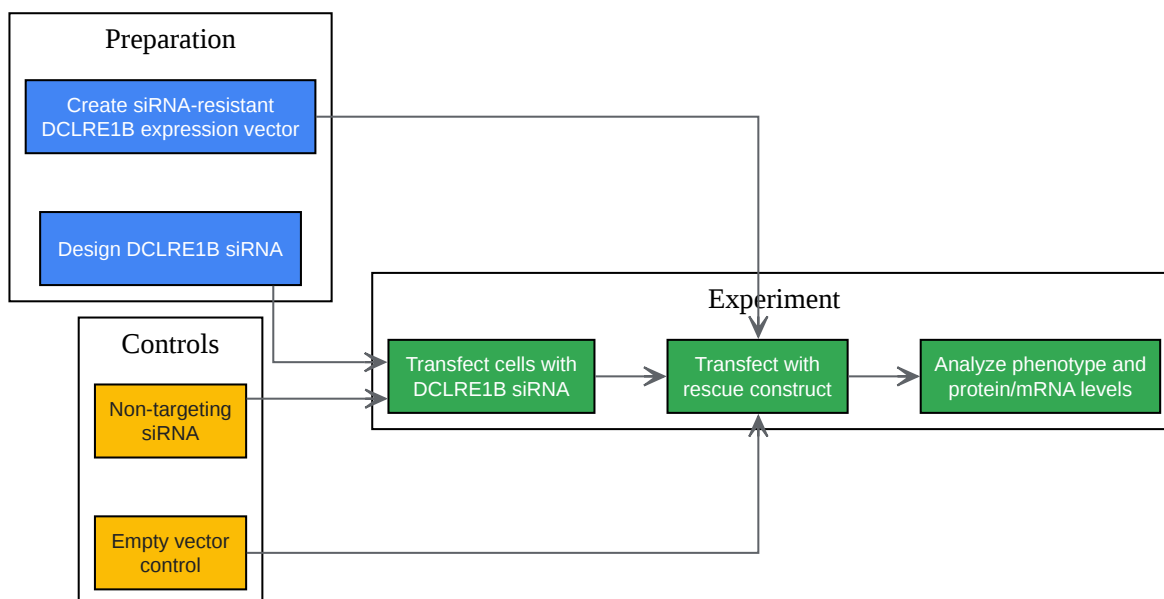 Preparation
Create siRNA-resistant
DCLRE1B expression vector
Design DCLRE1B siRNA
Controls
Non-targeting
siRNA
Empty vector
control
Experiment
Transfect cells with
DCLRE1B siRNA
Transfect with
rescue construct
Analyze phenotype and
protein/mRNA levels